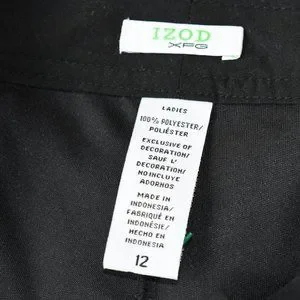 IZOD
XFG
LADIES
100% POLYESTER/
POLIÉSTER
EXCLUSIVE OF
DECORATION/
SAUF L'
DECORATION/
NO INCLUYE
ADORNOS
MADE IN
INDONESIA/
FABRIQUÉ EN
INDONÉSIE/
HECHO EN
INDONESIA
12